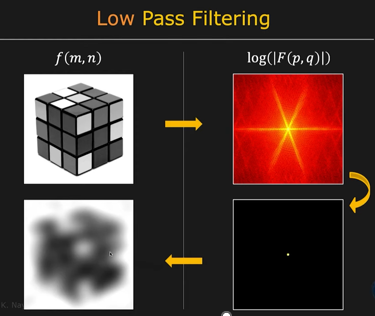 Low Pass Filtering
f(m,n) log(|F(p,q)|)